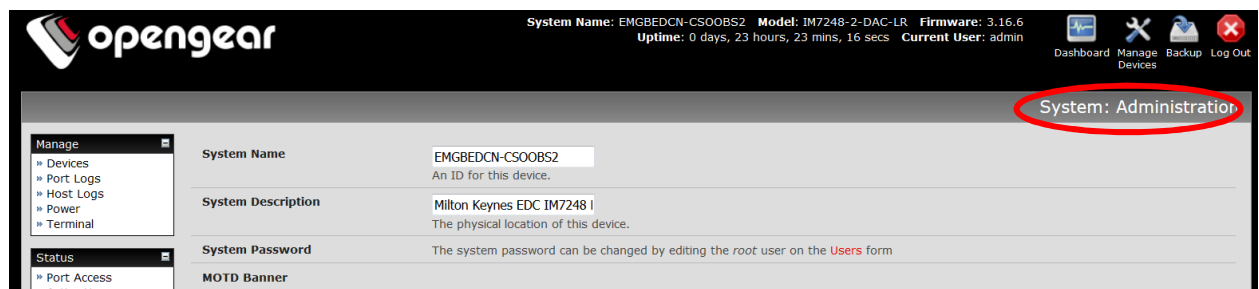 opengear
System Name: EMGBEDCN-CSOOBS2 Model: IM7248-2-DAC-LR Firmware: 3.16.6
Uptime: 0 days, 23 hours, 23 mins, 16 secs Current User: admin
Dashboard
Manage Devices
Backup
Log Out
System: Administration
Manage
» Devices
» Port Logs
» Host Logs
» Power
» Terminal
Status
» Port Access
System Name
EMGBEDCN-CSOOBS2
An ID for this device.
System Description
Milton Keynes EDC IM7248
The physical location of this device.
System Password
The system password can be changed by editing the root user on the Users form
MOTD Banner